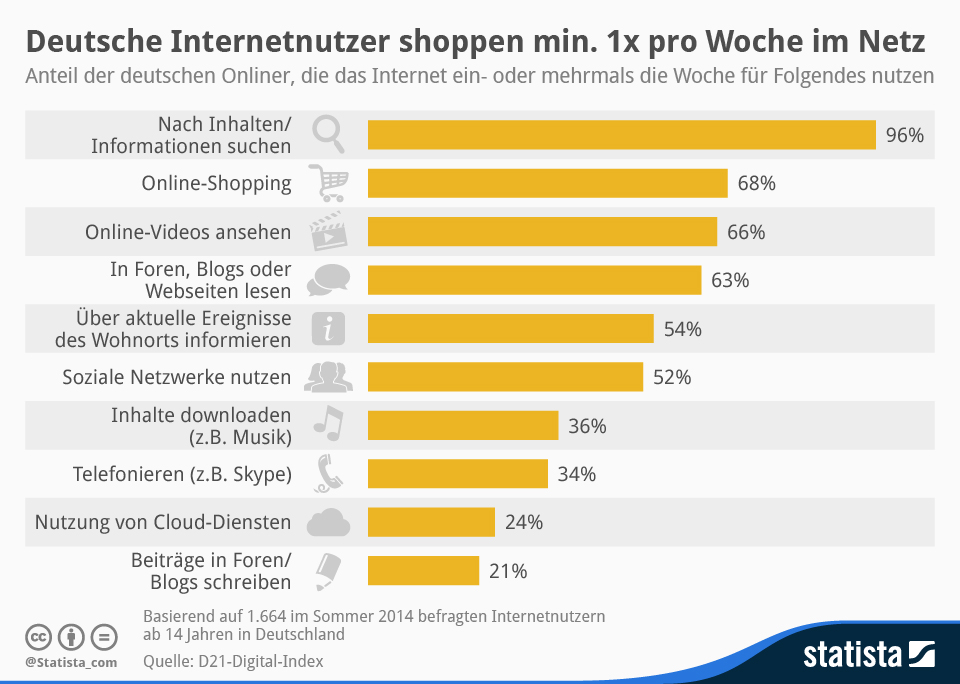 Deutsche Internetnutzer shoppen min. 1x pro Woche im Netz
Anteil der deutschen Onliner, die das Internet ein- oder mehrmals die Woche für Folgendes nutzen
Nach Inhalten/
Informationen suchen
96%
Online-Shopping
68%
Online-Videos ansehen
66%
In Foren, Blogs oder
Webseiten lesen
63%
i
Über aktuelle Ereignisse
des Wohnorts informieren
54%
Soziale Netzwerke nutzen
52%
Inhalte downloaden
(z.B. Musik)
36%
Telefonieren (z.B. Skype)
34%
Nutzung von Cloud-Diensten
24%
Beiträge in Foren/
Blogs schreiben
21%
Basierend auf 1.664 im Sommer 2014 befragten Internetnutzern
ab 14 Jahren in Deutschland
cc
@Statista_com
Quelle: D21-Digital-Index
statista